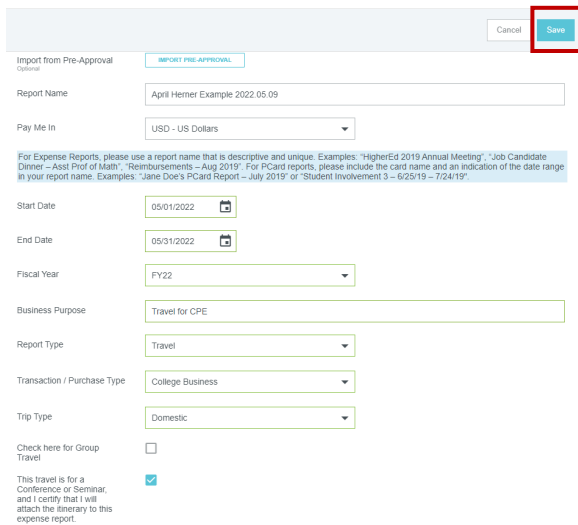 Cancel
Save
Import from Pre-Approval
Optional
IMPORT PRE-APPROVAL
Report Name
April Herner Example 2022.05.09
Pay Me In
USD - US Dollars
For Expense Reports, please use a report name that is descriptive and unique. Examples: “HigherEd 2019 Annual Meeting”, “Job Candidate
Dinner – Asst Prof of Math”, “Reimbursements – Aug 2019”. For PCard reports, please include the card name and an indication of the date range
in your report name. Examples: “Jane Doe's PCard Report – July 2019” or “Student Involvement 3 – 6/25/19 – 7/24/19”.
Start Date
05/01/2022
End Date
05/31/2022
Fiscal Year
FY22
Business Purpose
Travel for CPE
Report Type
Travel
Transaction / Purchase Type
College Business
Trip Type
Domestic
Check here for Group
Travel
This travel is for a
Conference or Seminar,
and I certify that I will
attach the itinerary to this
expense report.